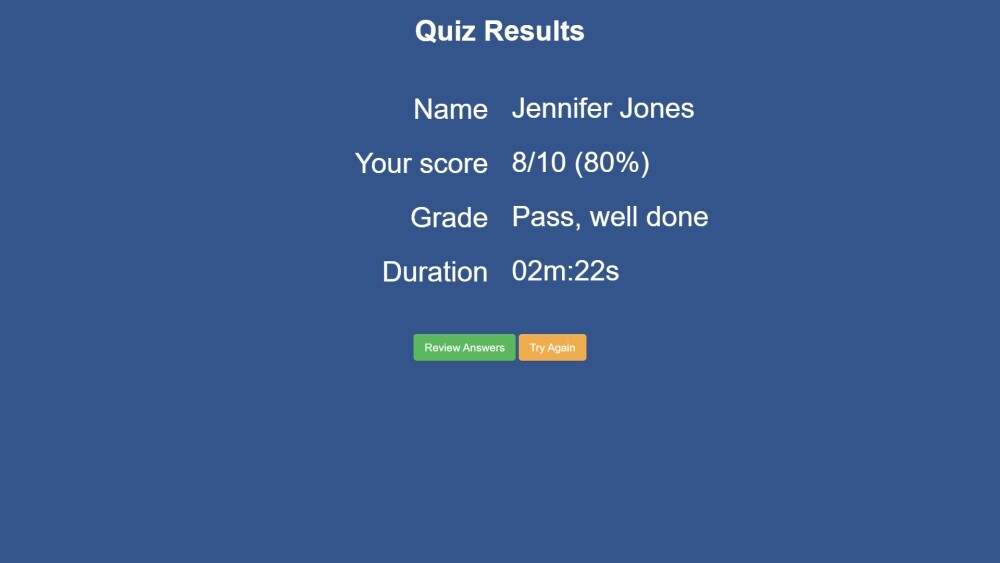 Quiz Results
Name Jennifer Jones
Your score 8/10 (80%)
Grade Pass, well done
Duration 02m:22s
Review Answers Try Again